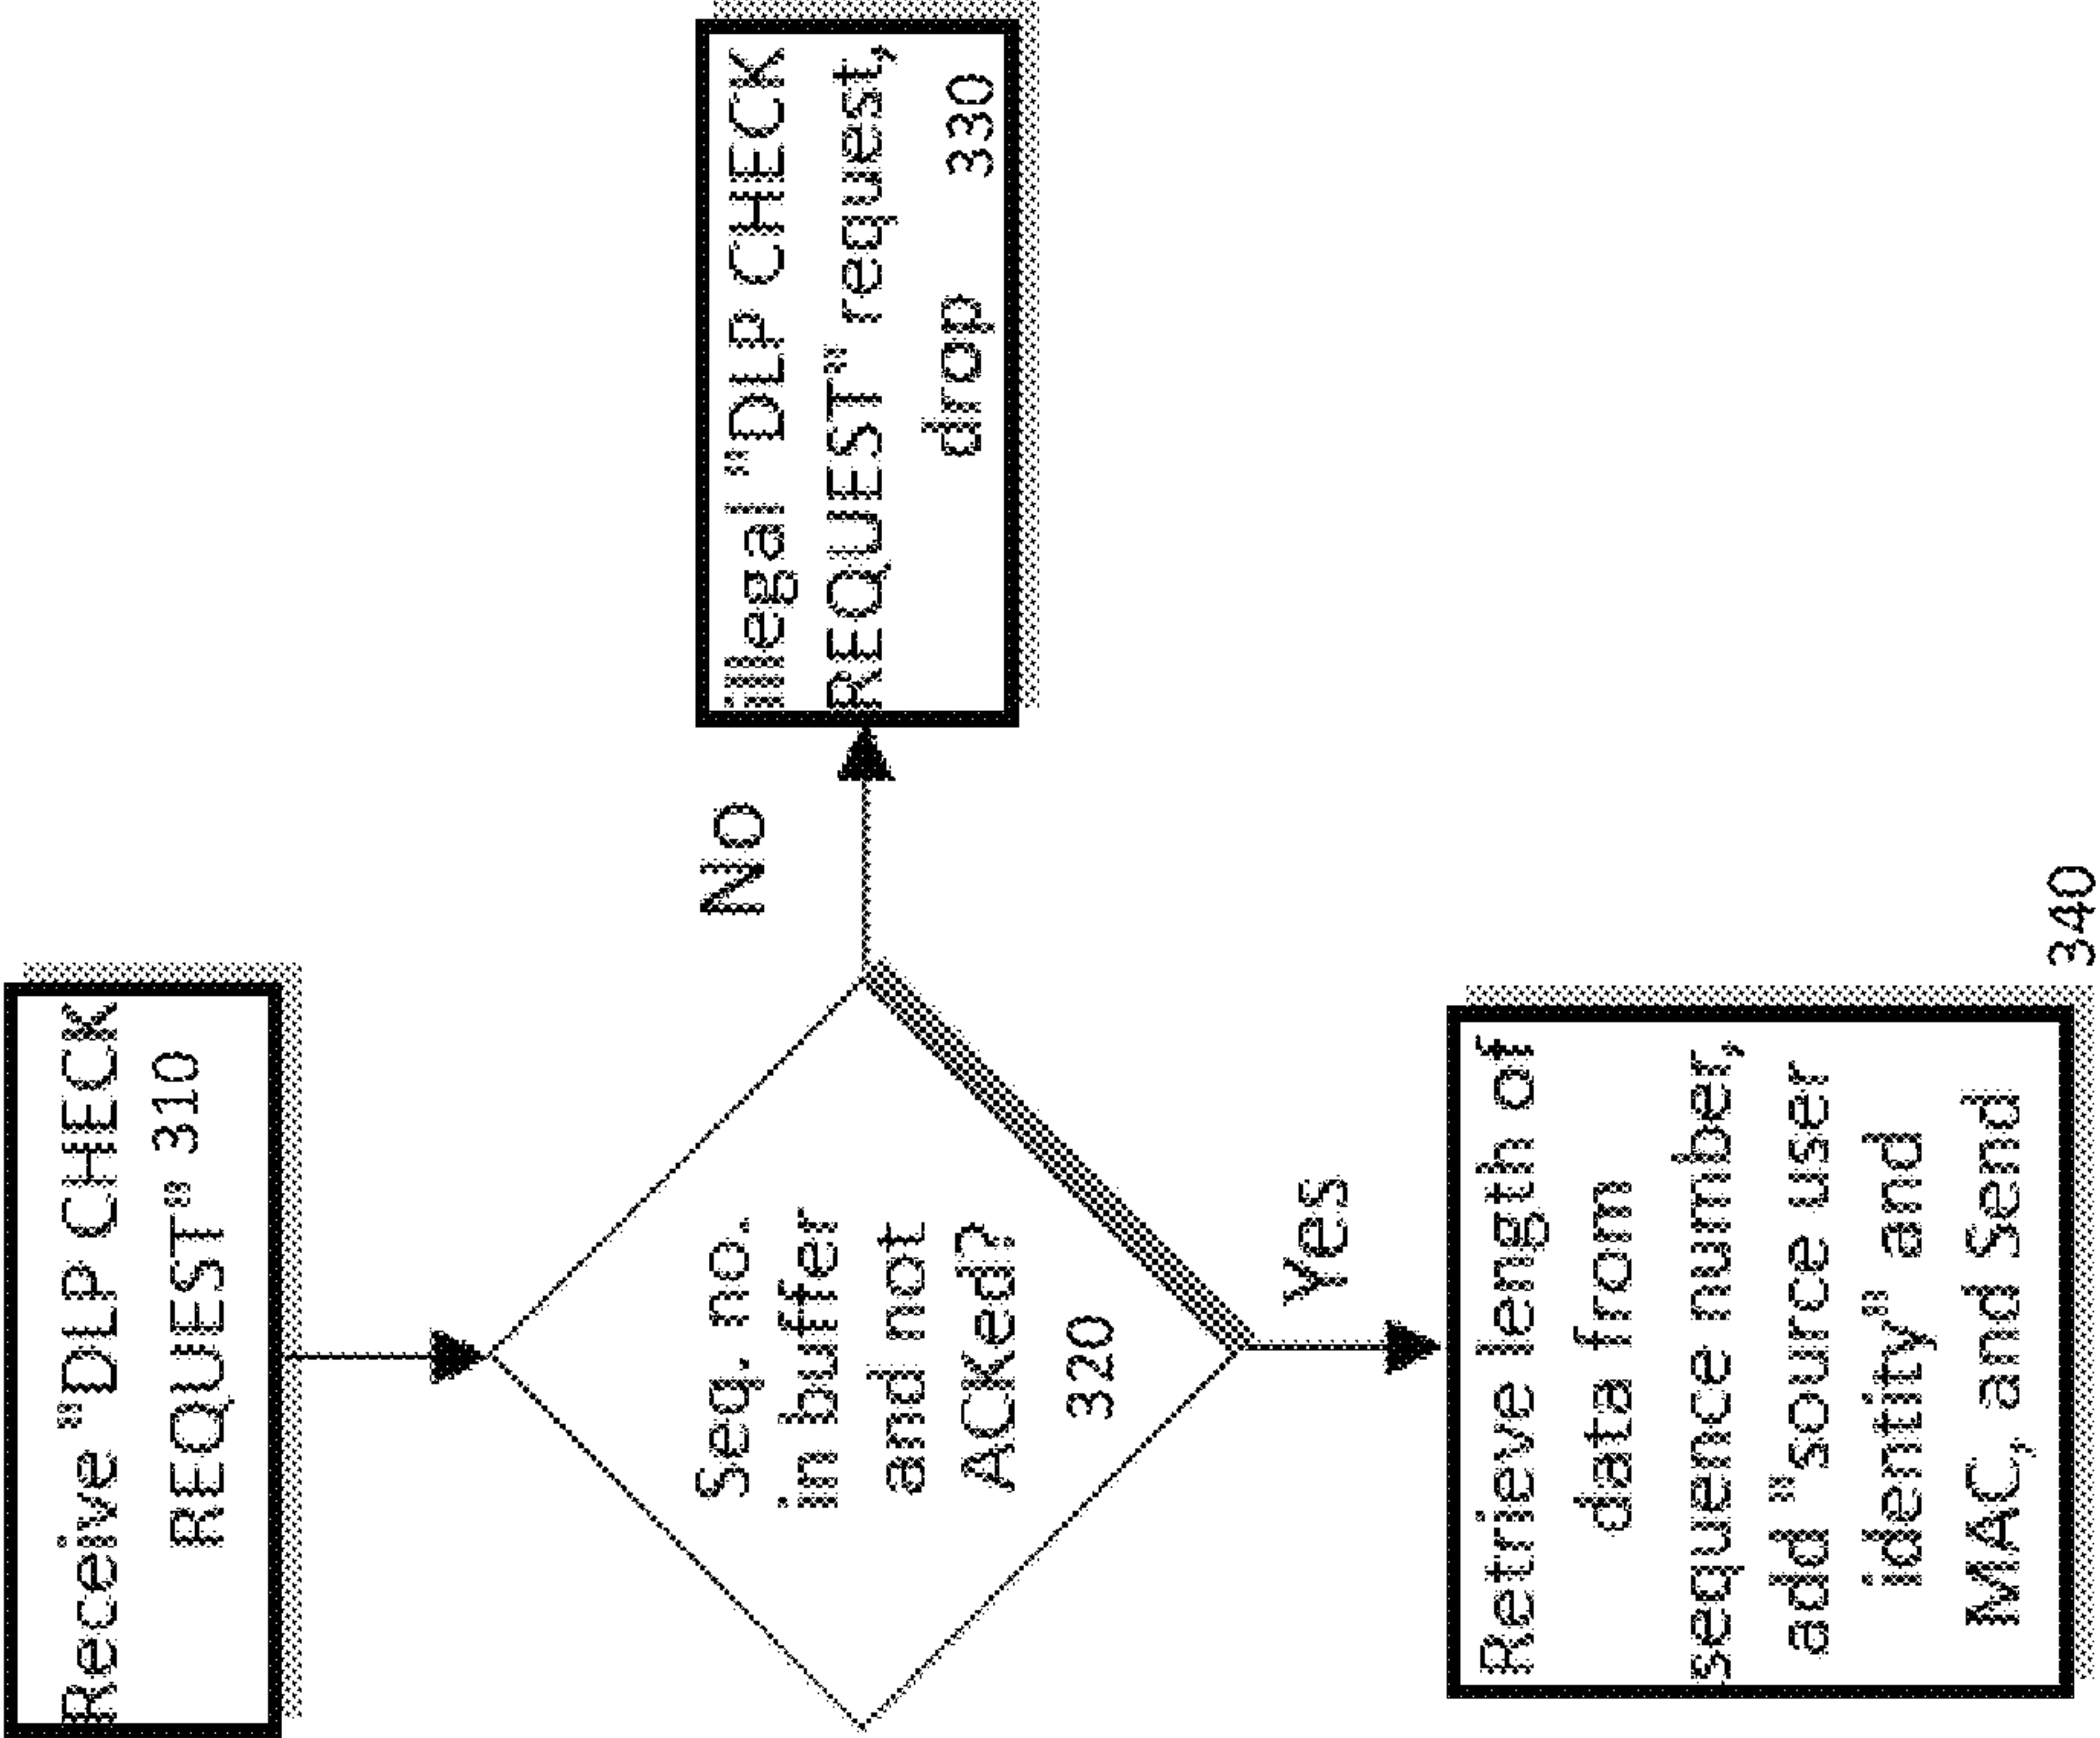 Receive "DLP CHECK
REQUEST" 310
Seq. no.
in buffer
and not
ACKed?
320
No
illegal "DLP CHECK
REQUEST" request,
drop 330
Yes
Retrieve length of
data from
sequence number,
add "source user
identity" and
MAC, and Send
340